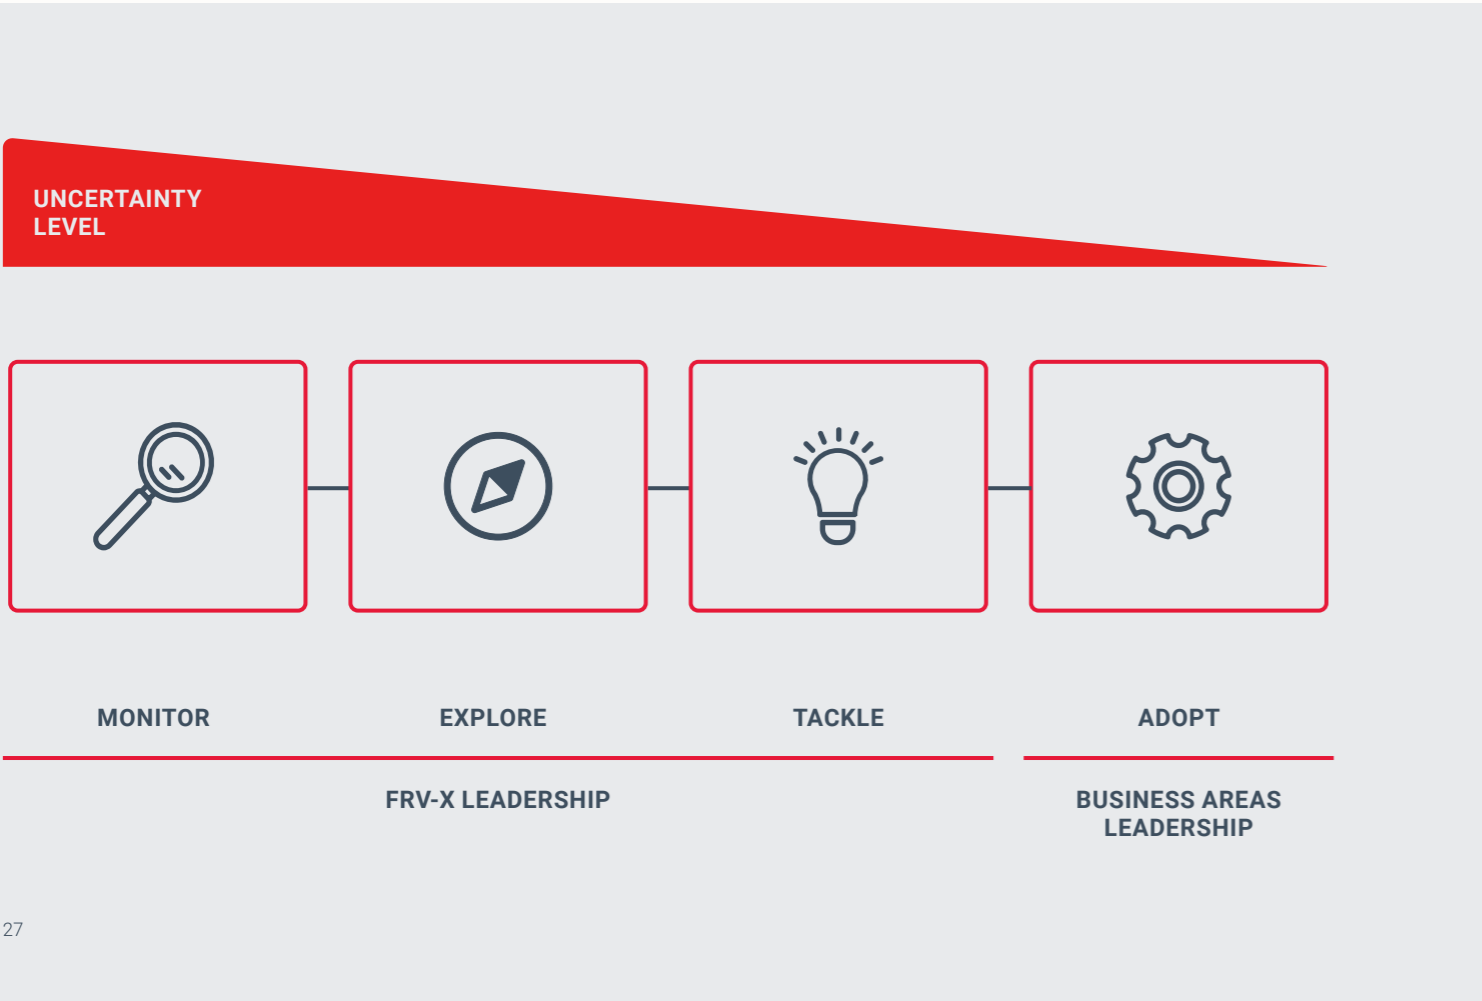 UNCERTAINTY
LEVEL
MONITOR
EXPLORE
TACKLE
ADOPT
FRV-X LEADERSHIP
BUSINESS AREAS
LEADERSHIP
27